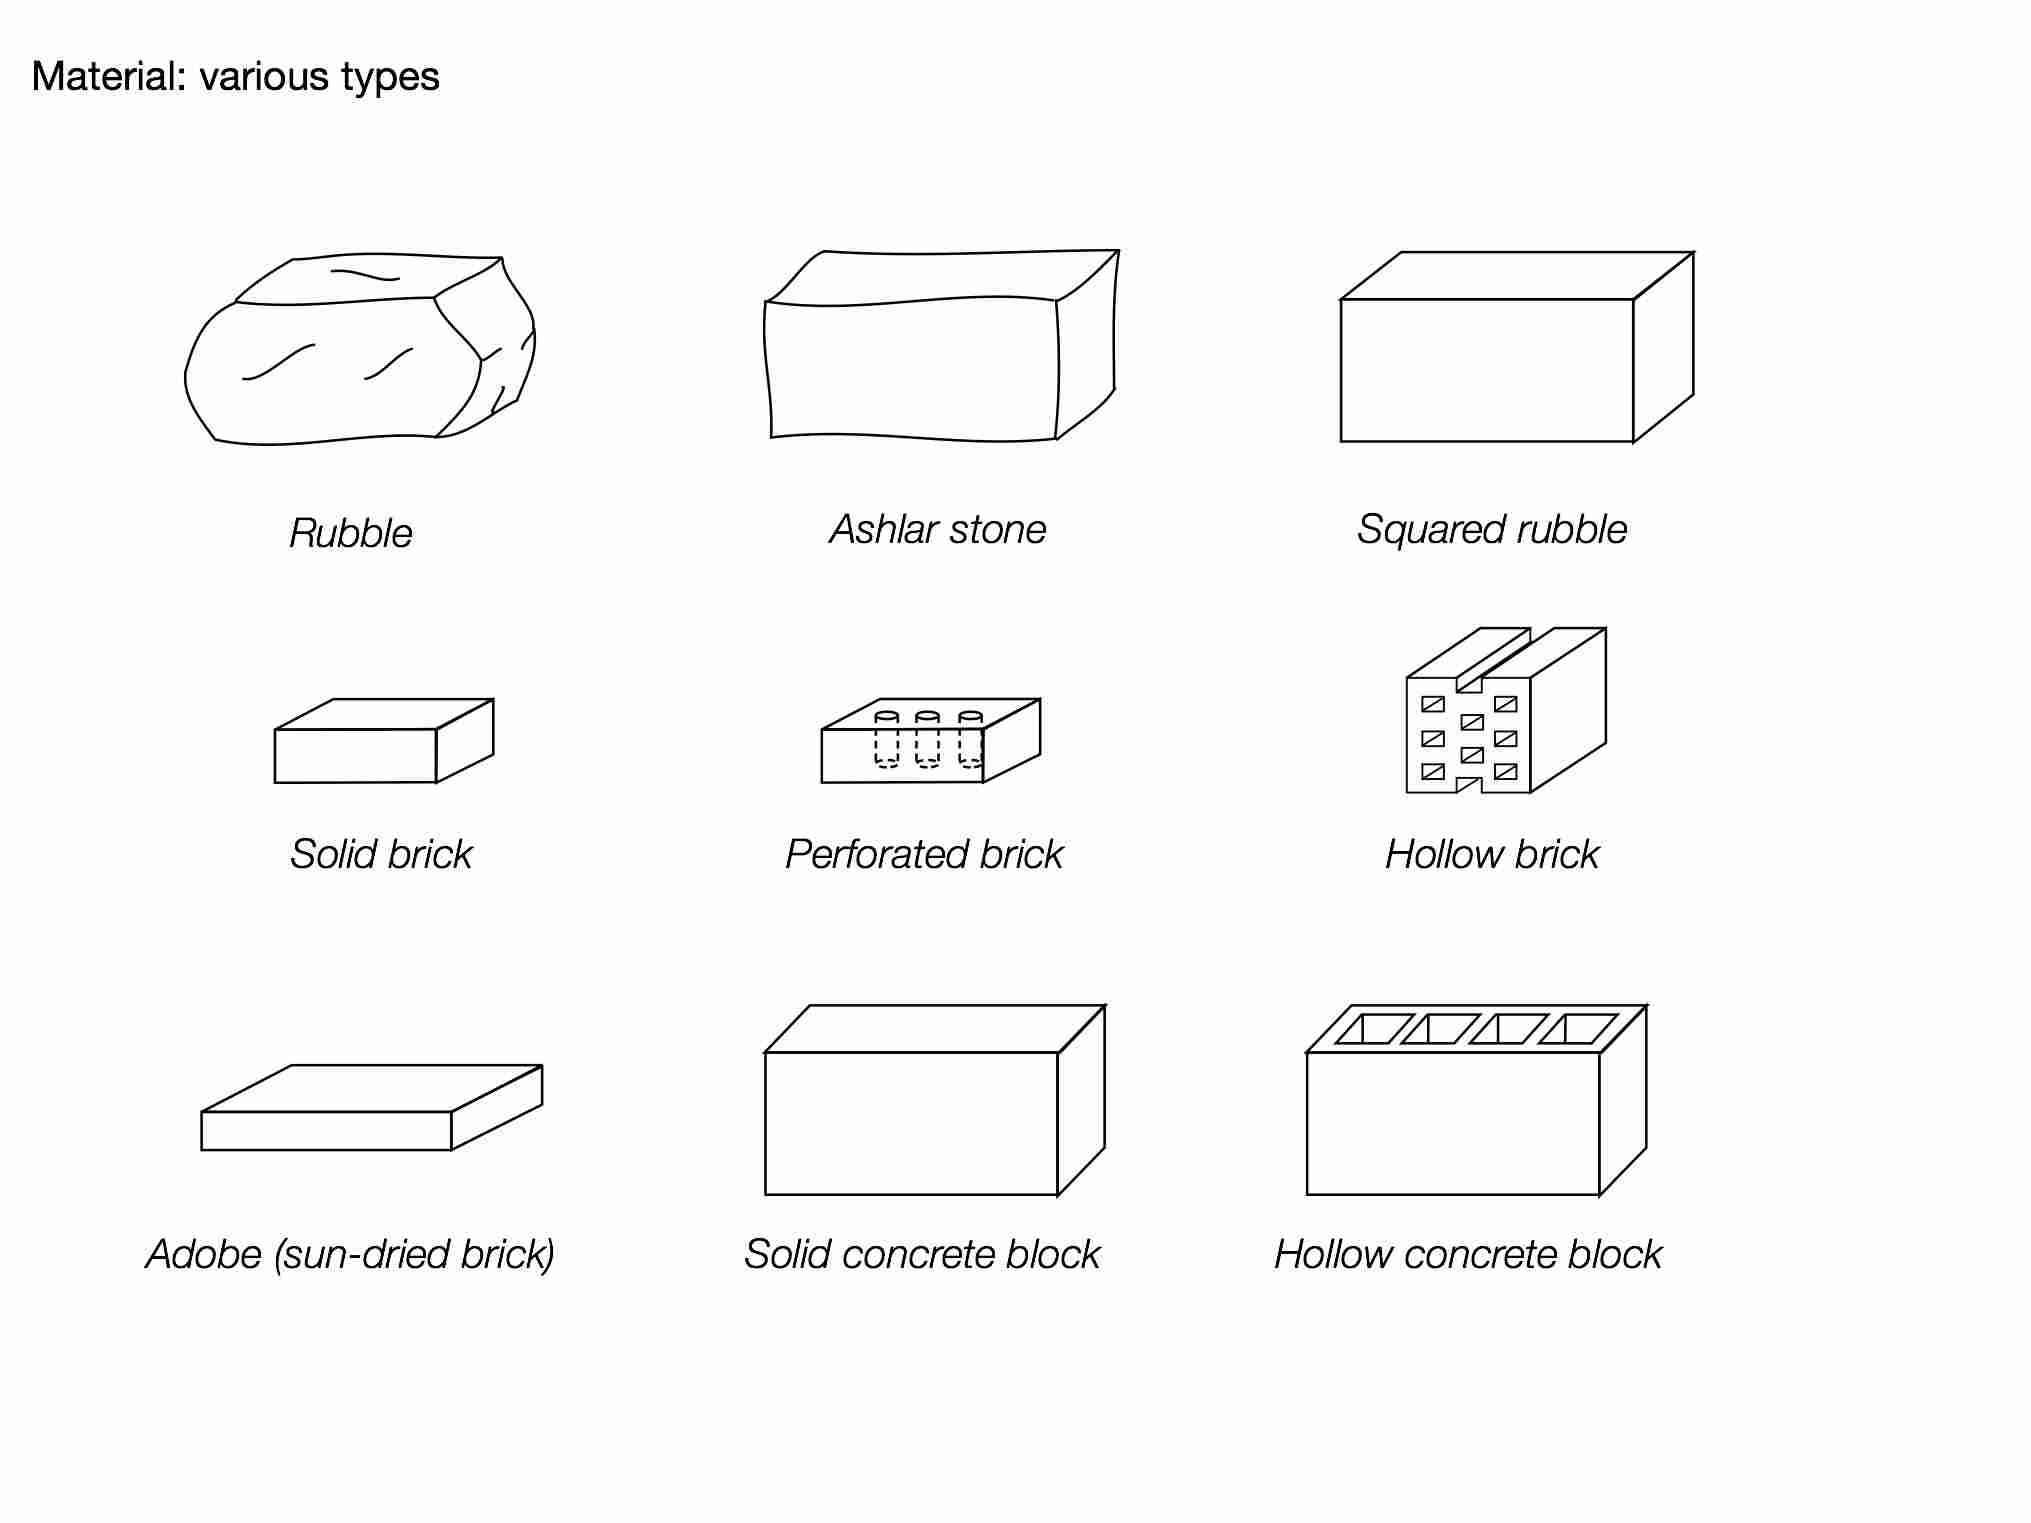 Material: various types
Rubble
Ashlar stone
Squared rubble
Solid brick
Perforated brick
Hollow brick
Adobe (sun-dried brick)
Solid concrete block
Hollow concrete block